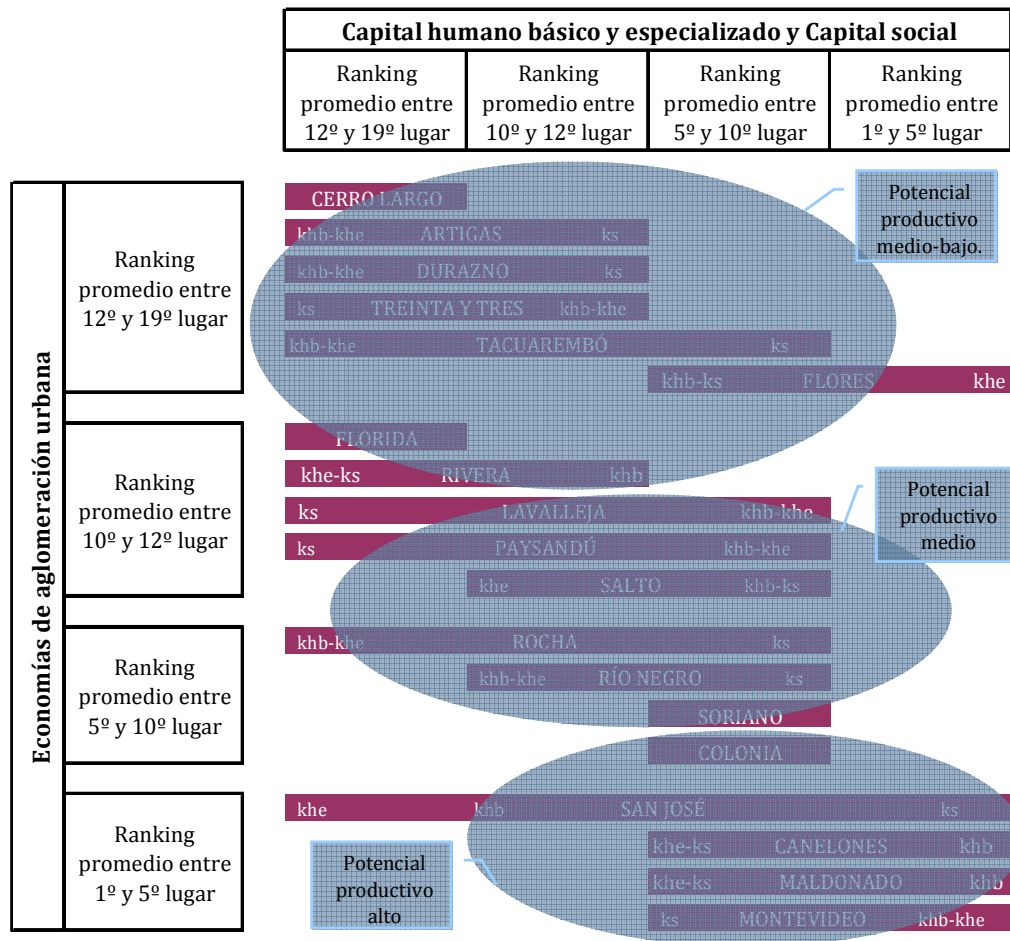 Capital humano básico y especializado y Capital social
Ranking
promedio entre
12º y 19º lugar
Ranking
promedio entre
10º y 12º lugar
Ranking
promedio entre
5º y 10º lugar
Ranking
promedio entre
1º y 5º lugar
Economías de aglomeración urbana
Ranking
promedio entre
12º y 19º lugar
CERRO LARGO
khb-khe ARTIGAS ks
khb-khe DURAZNO ks
ks TREINTA Y TRES khb-khe
khb-khe TACUAREMBÓ ks
khb-ks FLORES khe
Potencial
productivo
medio-bajo.
Ranking
promedio entre
10º y 12º lugar
FLORIDA
khe-ks RIVERA khb
ks LAVALLEJA khb-khe
ks PAYSANDÚ khb-khe
khe SALTO khb-ks
Potencial
productivo
medio
Ranking
promedio entre
5º y 10º lugar
khb-khe ROCHA ks
khb-khe RÍO NEGRO ks
SORIANO
COLONIA
Ranking
promedio entre
1º y 5º lugar
khe khb SAN JOSÉ ks
khe-ks CANELONES khb
khe-ks MALDONADO khb
ks MONTEVIDEO khb-khe
Potencial
productivo
alto